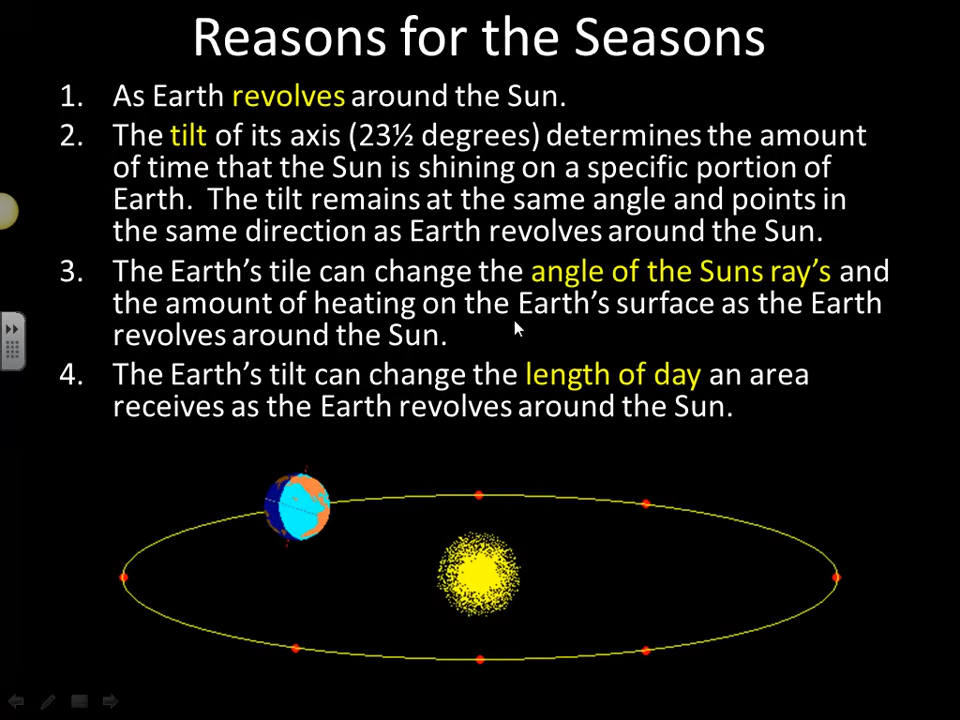 Reasons for the Seasons
1. As Earth revolves around the Sun.
2. The tilt of its axis (23½ degrees) determines the amount
of time that the Sun is shining on a specific portion of
Earth.  The tilt remains at the same angle and points in
the same direction as Earth revolves around the Sun.
3. The Earth’s tile can change the angle of the Suns ray’s and
the amount of heating on the Earth’s surface as the Earth
revolves around the Sun.
4. The Earth’s tilt can change the length of day an area
receives as the Earth revolves around the Sun.